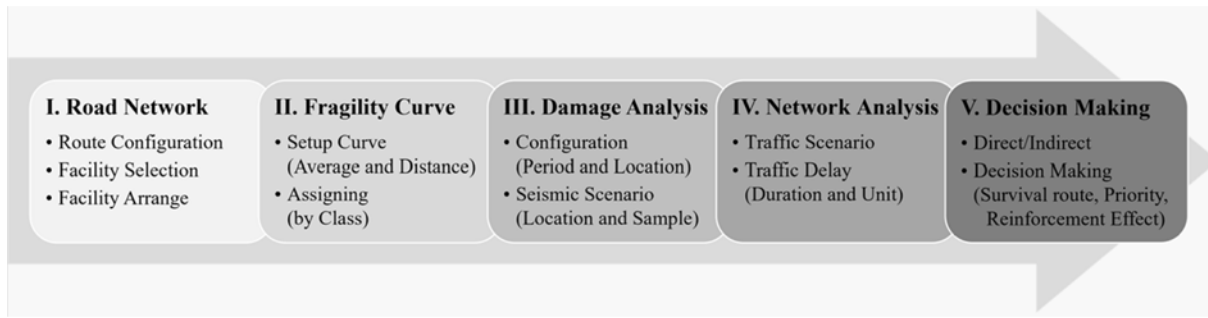 I. Road Network
• Route Configuration
• Facility Selection
• Facility Arrange
II. Fragility Curve
• Setup Curve
(Average and Distance)
• Assigning
(by Class)
III. Damage Analysis
• Configuration
(Period and Location)
• Seismic Scenario
(Location and Sample)
IV. Network Analysis
• Traffic Scenario
• Traffic Delay
(Duration and Unit)
V. Decision Making
• Direct/Indirect
• Decision Making
(Survival route, Priority,
Reinforcement Effect)